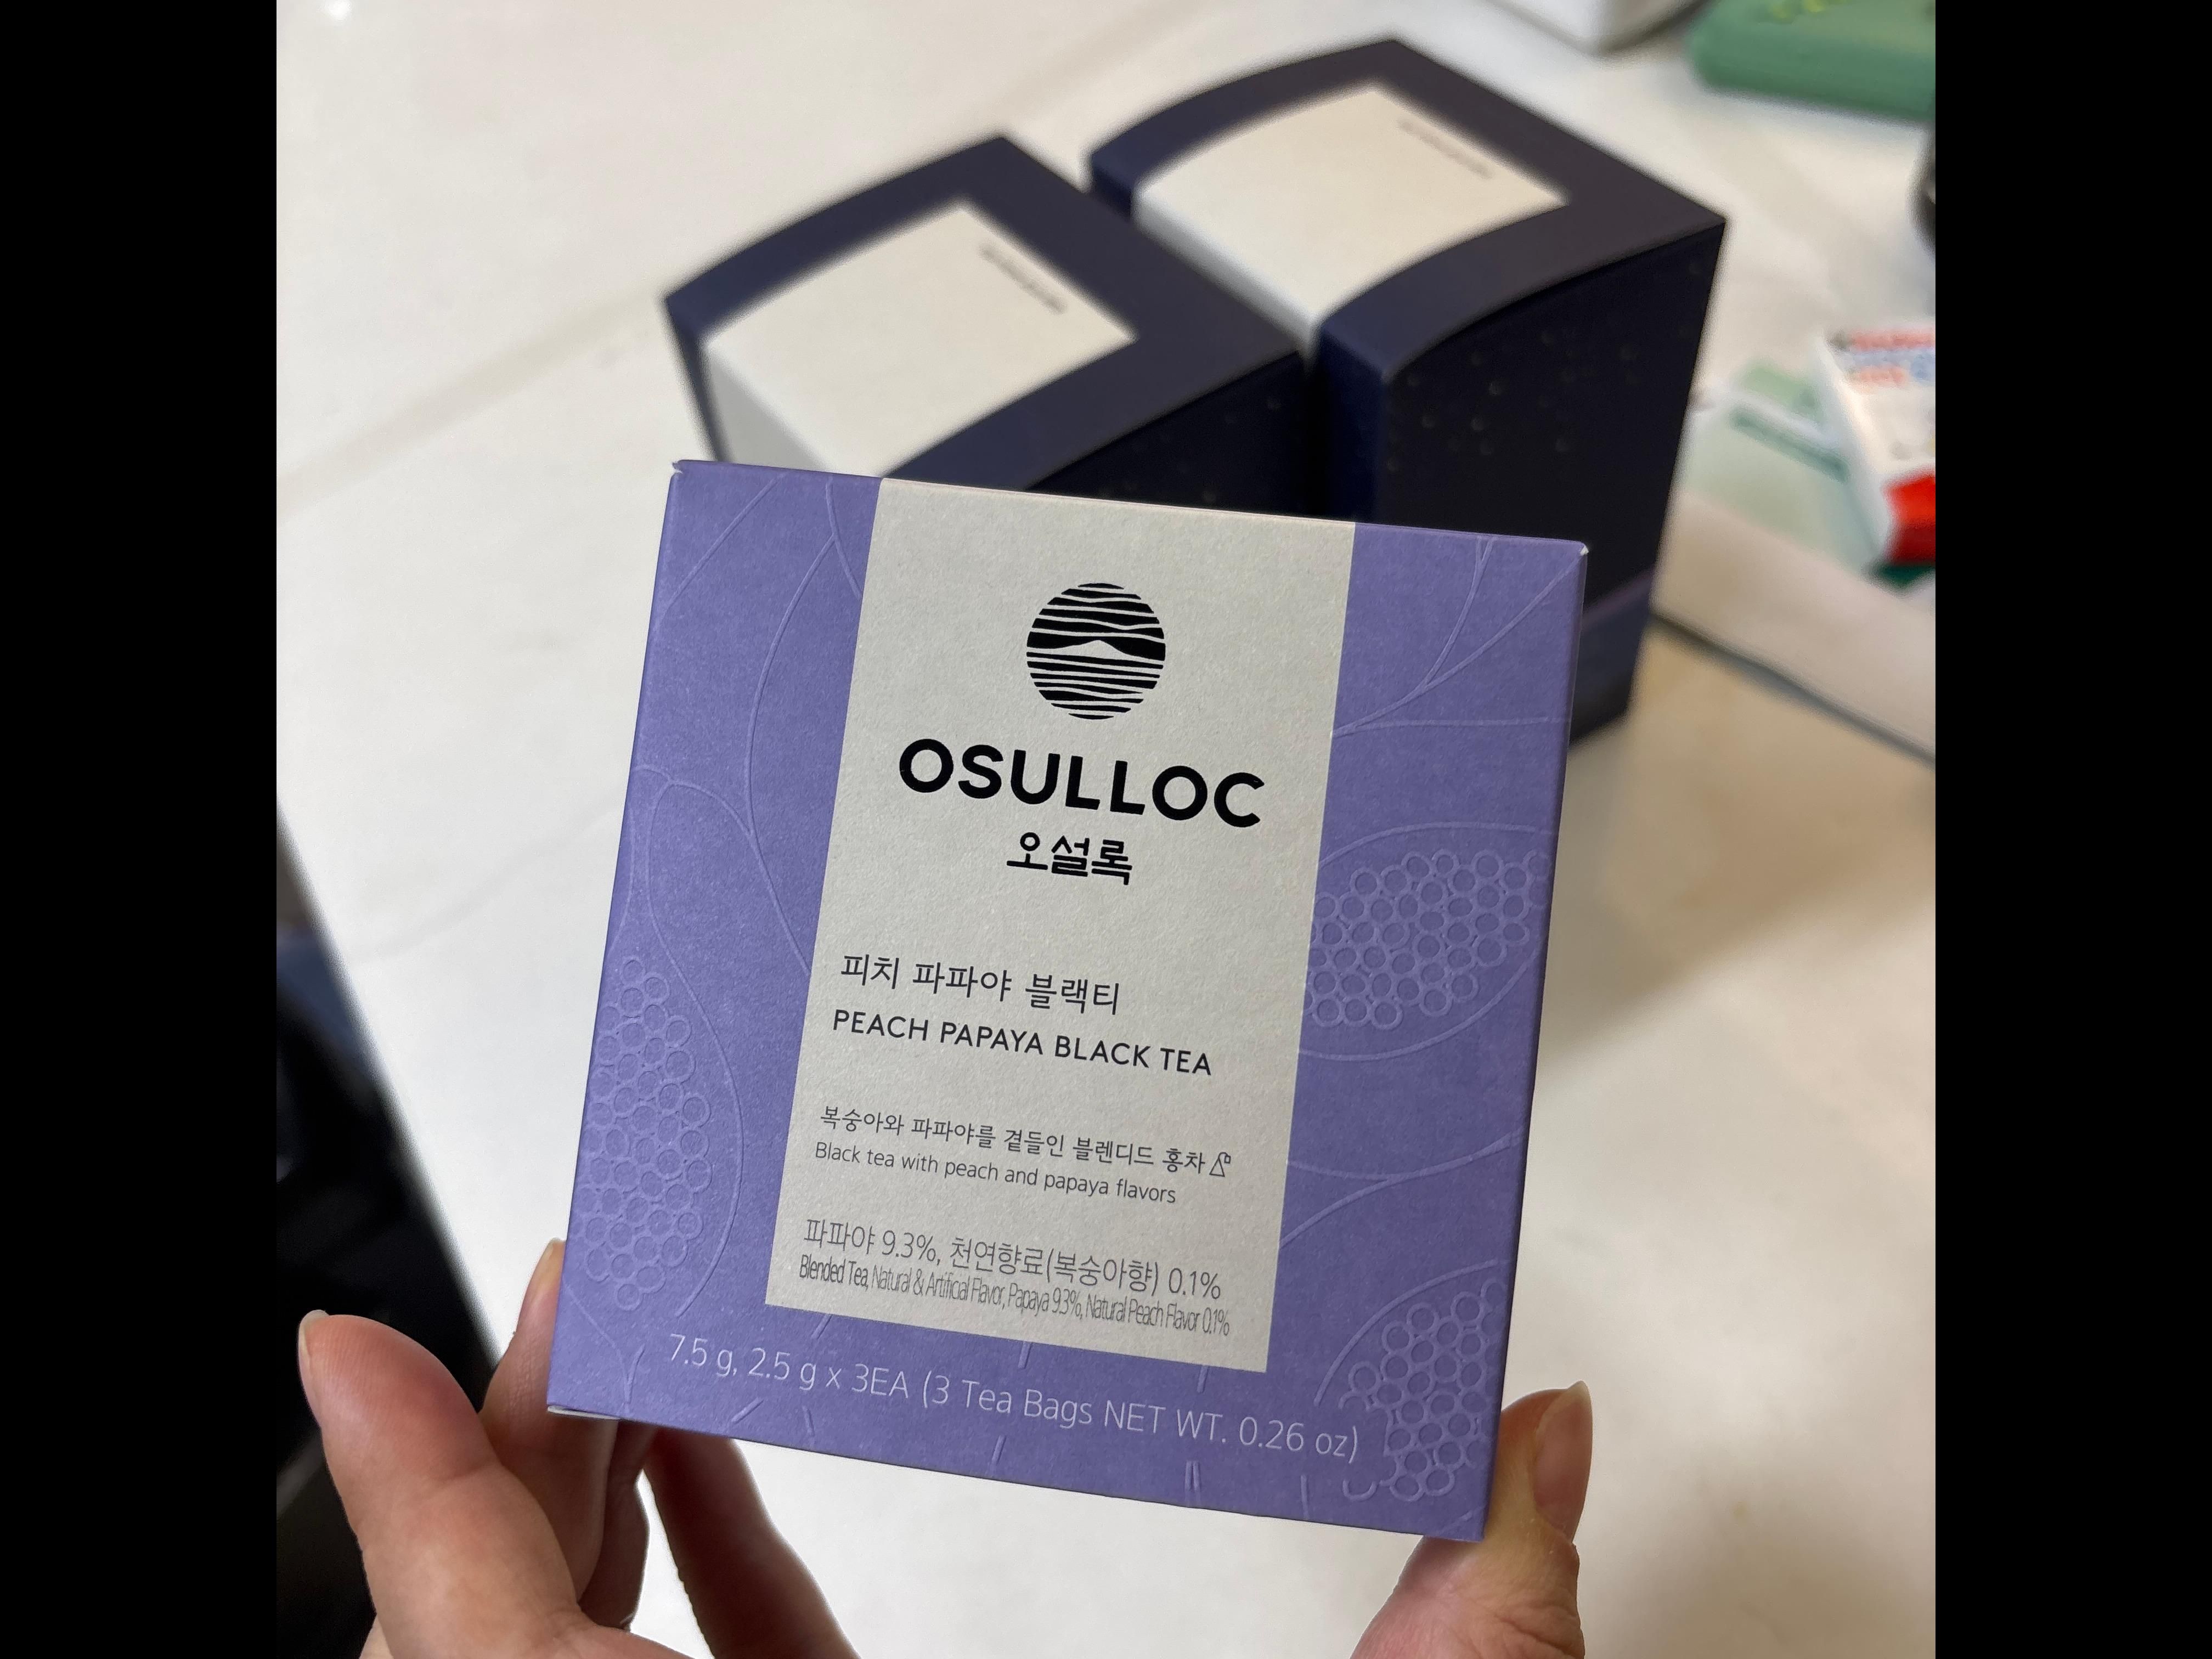 OSULLOC
오설록
피치 파파야 블랙티
PEACH PAPAYA BLACK TEA
복숭아와 파파야를 곁들인 블렌디드 홍차
Black tea with peach and papaya flavors
파파야 9.3%, 천연향료(복숭아향) 0.1%
Blended Tea, Natural & Artificial Flavor, Papaya 9.3%, Natural Peach Flavor 0.1%
7.5 g, 2.5 g x 3EA (3 Tea Bags NET WT. 0.26 oz)